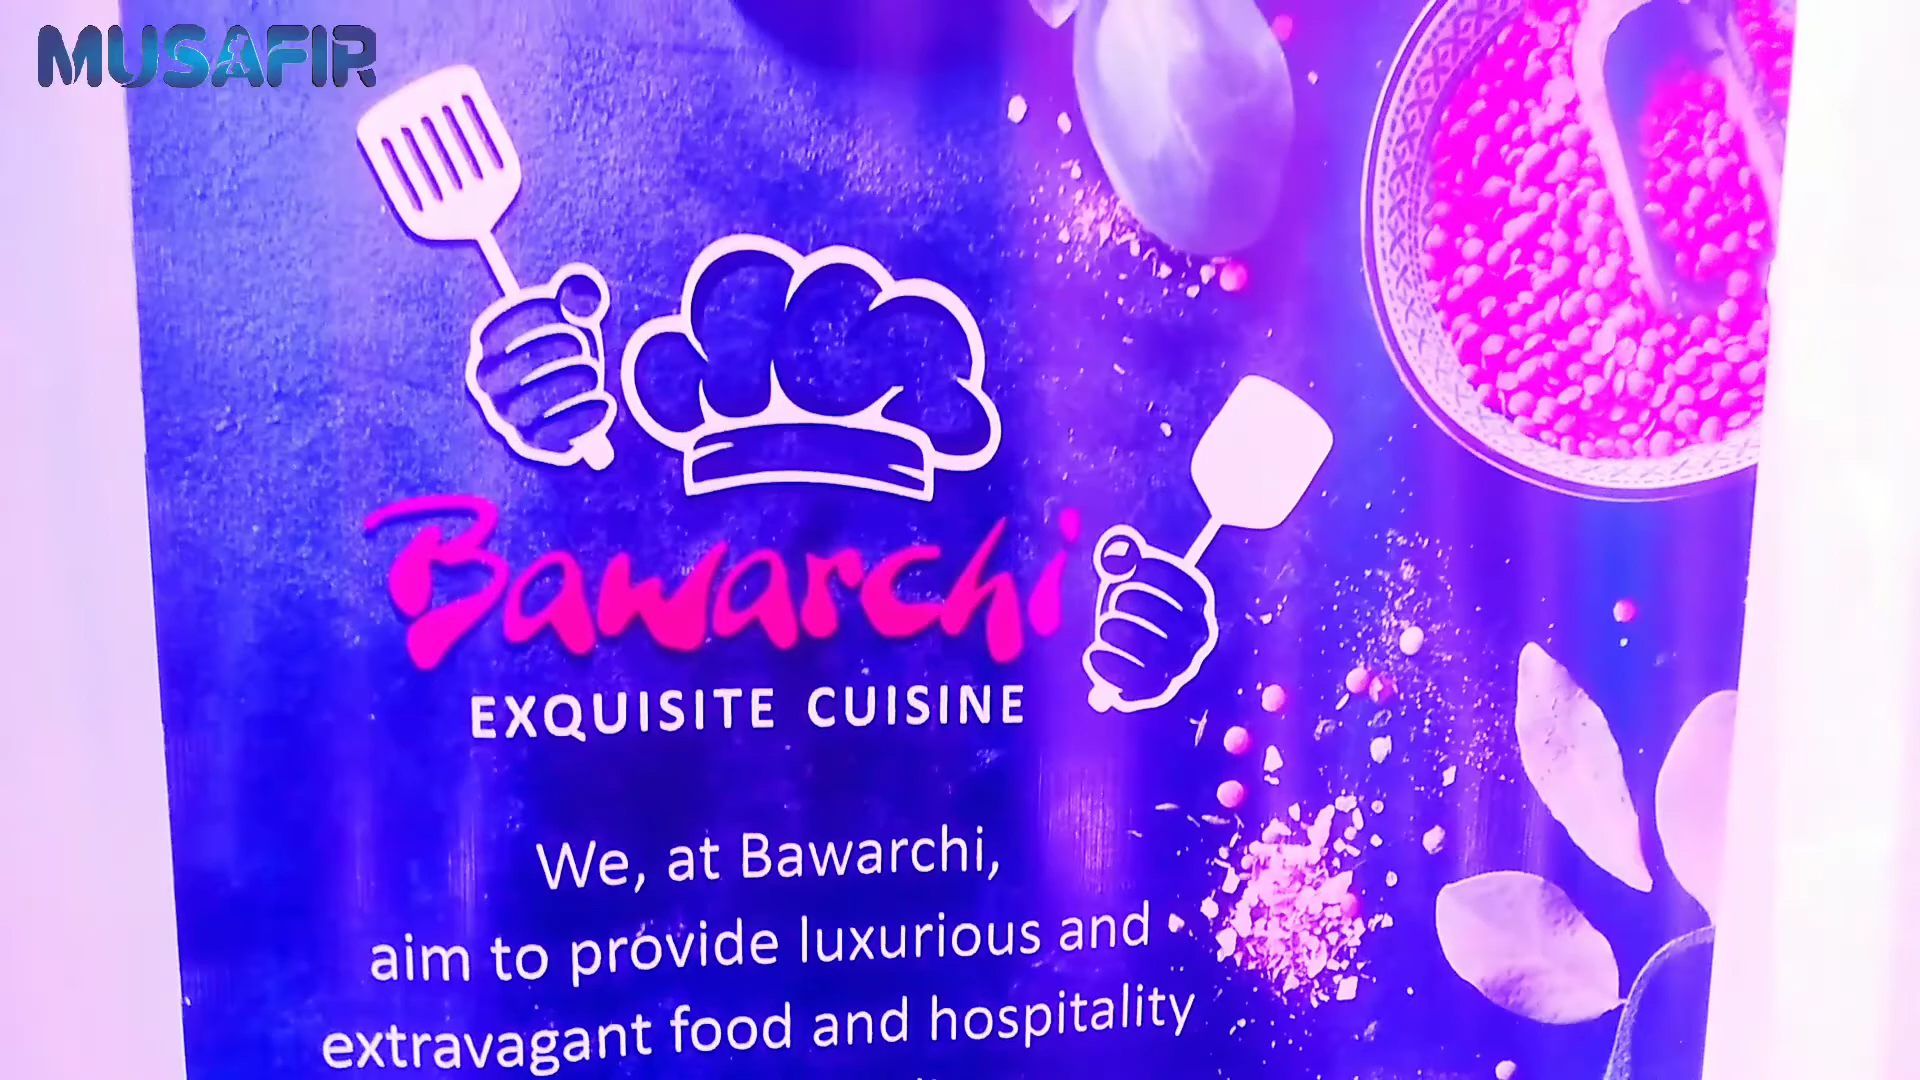 MUSAFIR
Bawarchi
EXQUISITE CUISINE
We, at Bawarchi,
aim to provide luxurious and
extravagant food and hospitality